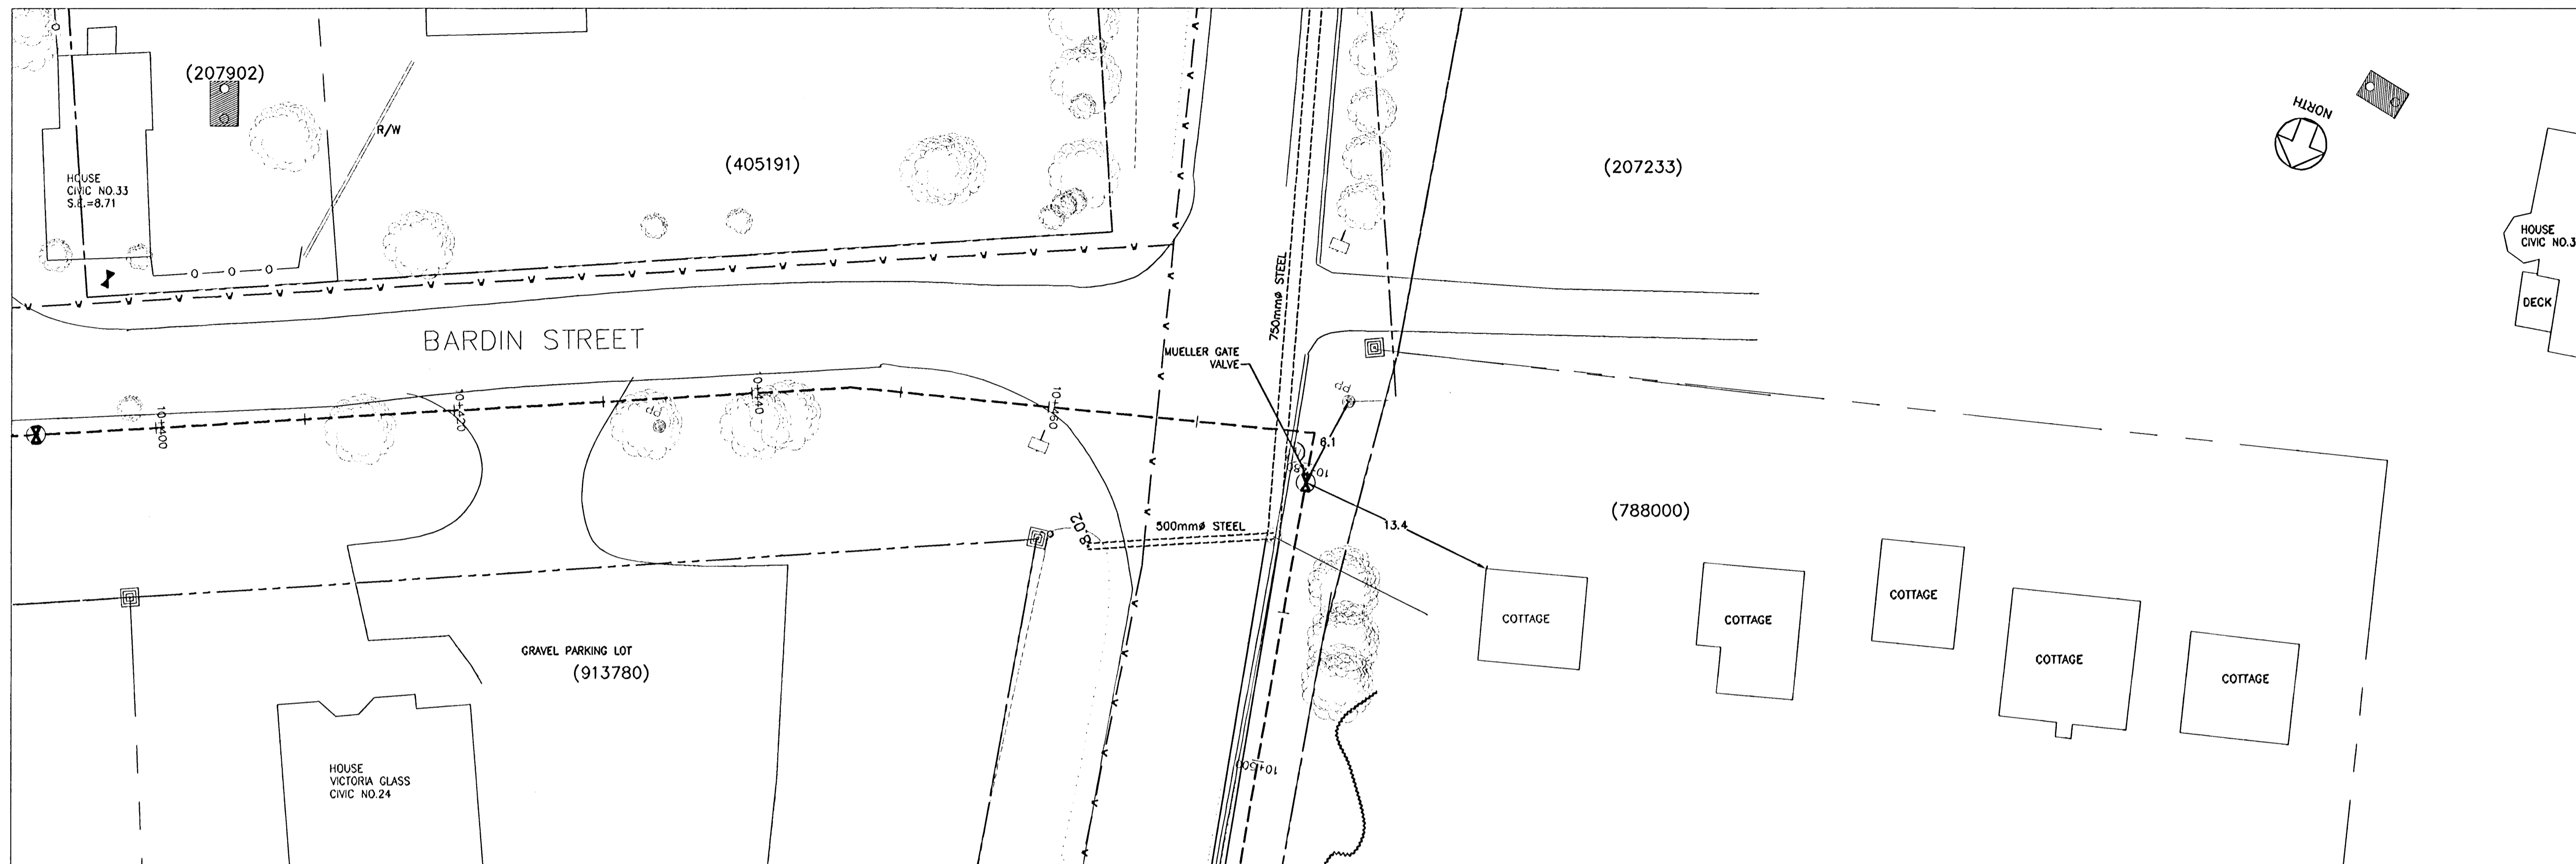 (207902)
R/W
HOUSE
CIVIC NO.33
S.E.=8.71
(405191)
(207233)
NORTH
HOUSE
CIVIC NO.3
DECK
750mmø STEEL
BARDIN STREET
MUELLER GATE
VALVE
PP
PP
10+400
10+420
10+440
10+460
8.1
(788000)
13.4
8.02
500mmø STEEL
COTTAGE
COTTAGE
COTTAGE
COTTAGE
COTTAGE
GRAVEL PARKING LOT
(913780)
HOUSE
VICTORIA GLASS
CIVIC NO.24
10+500